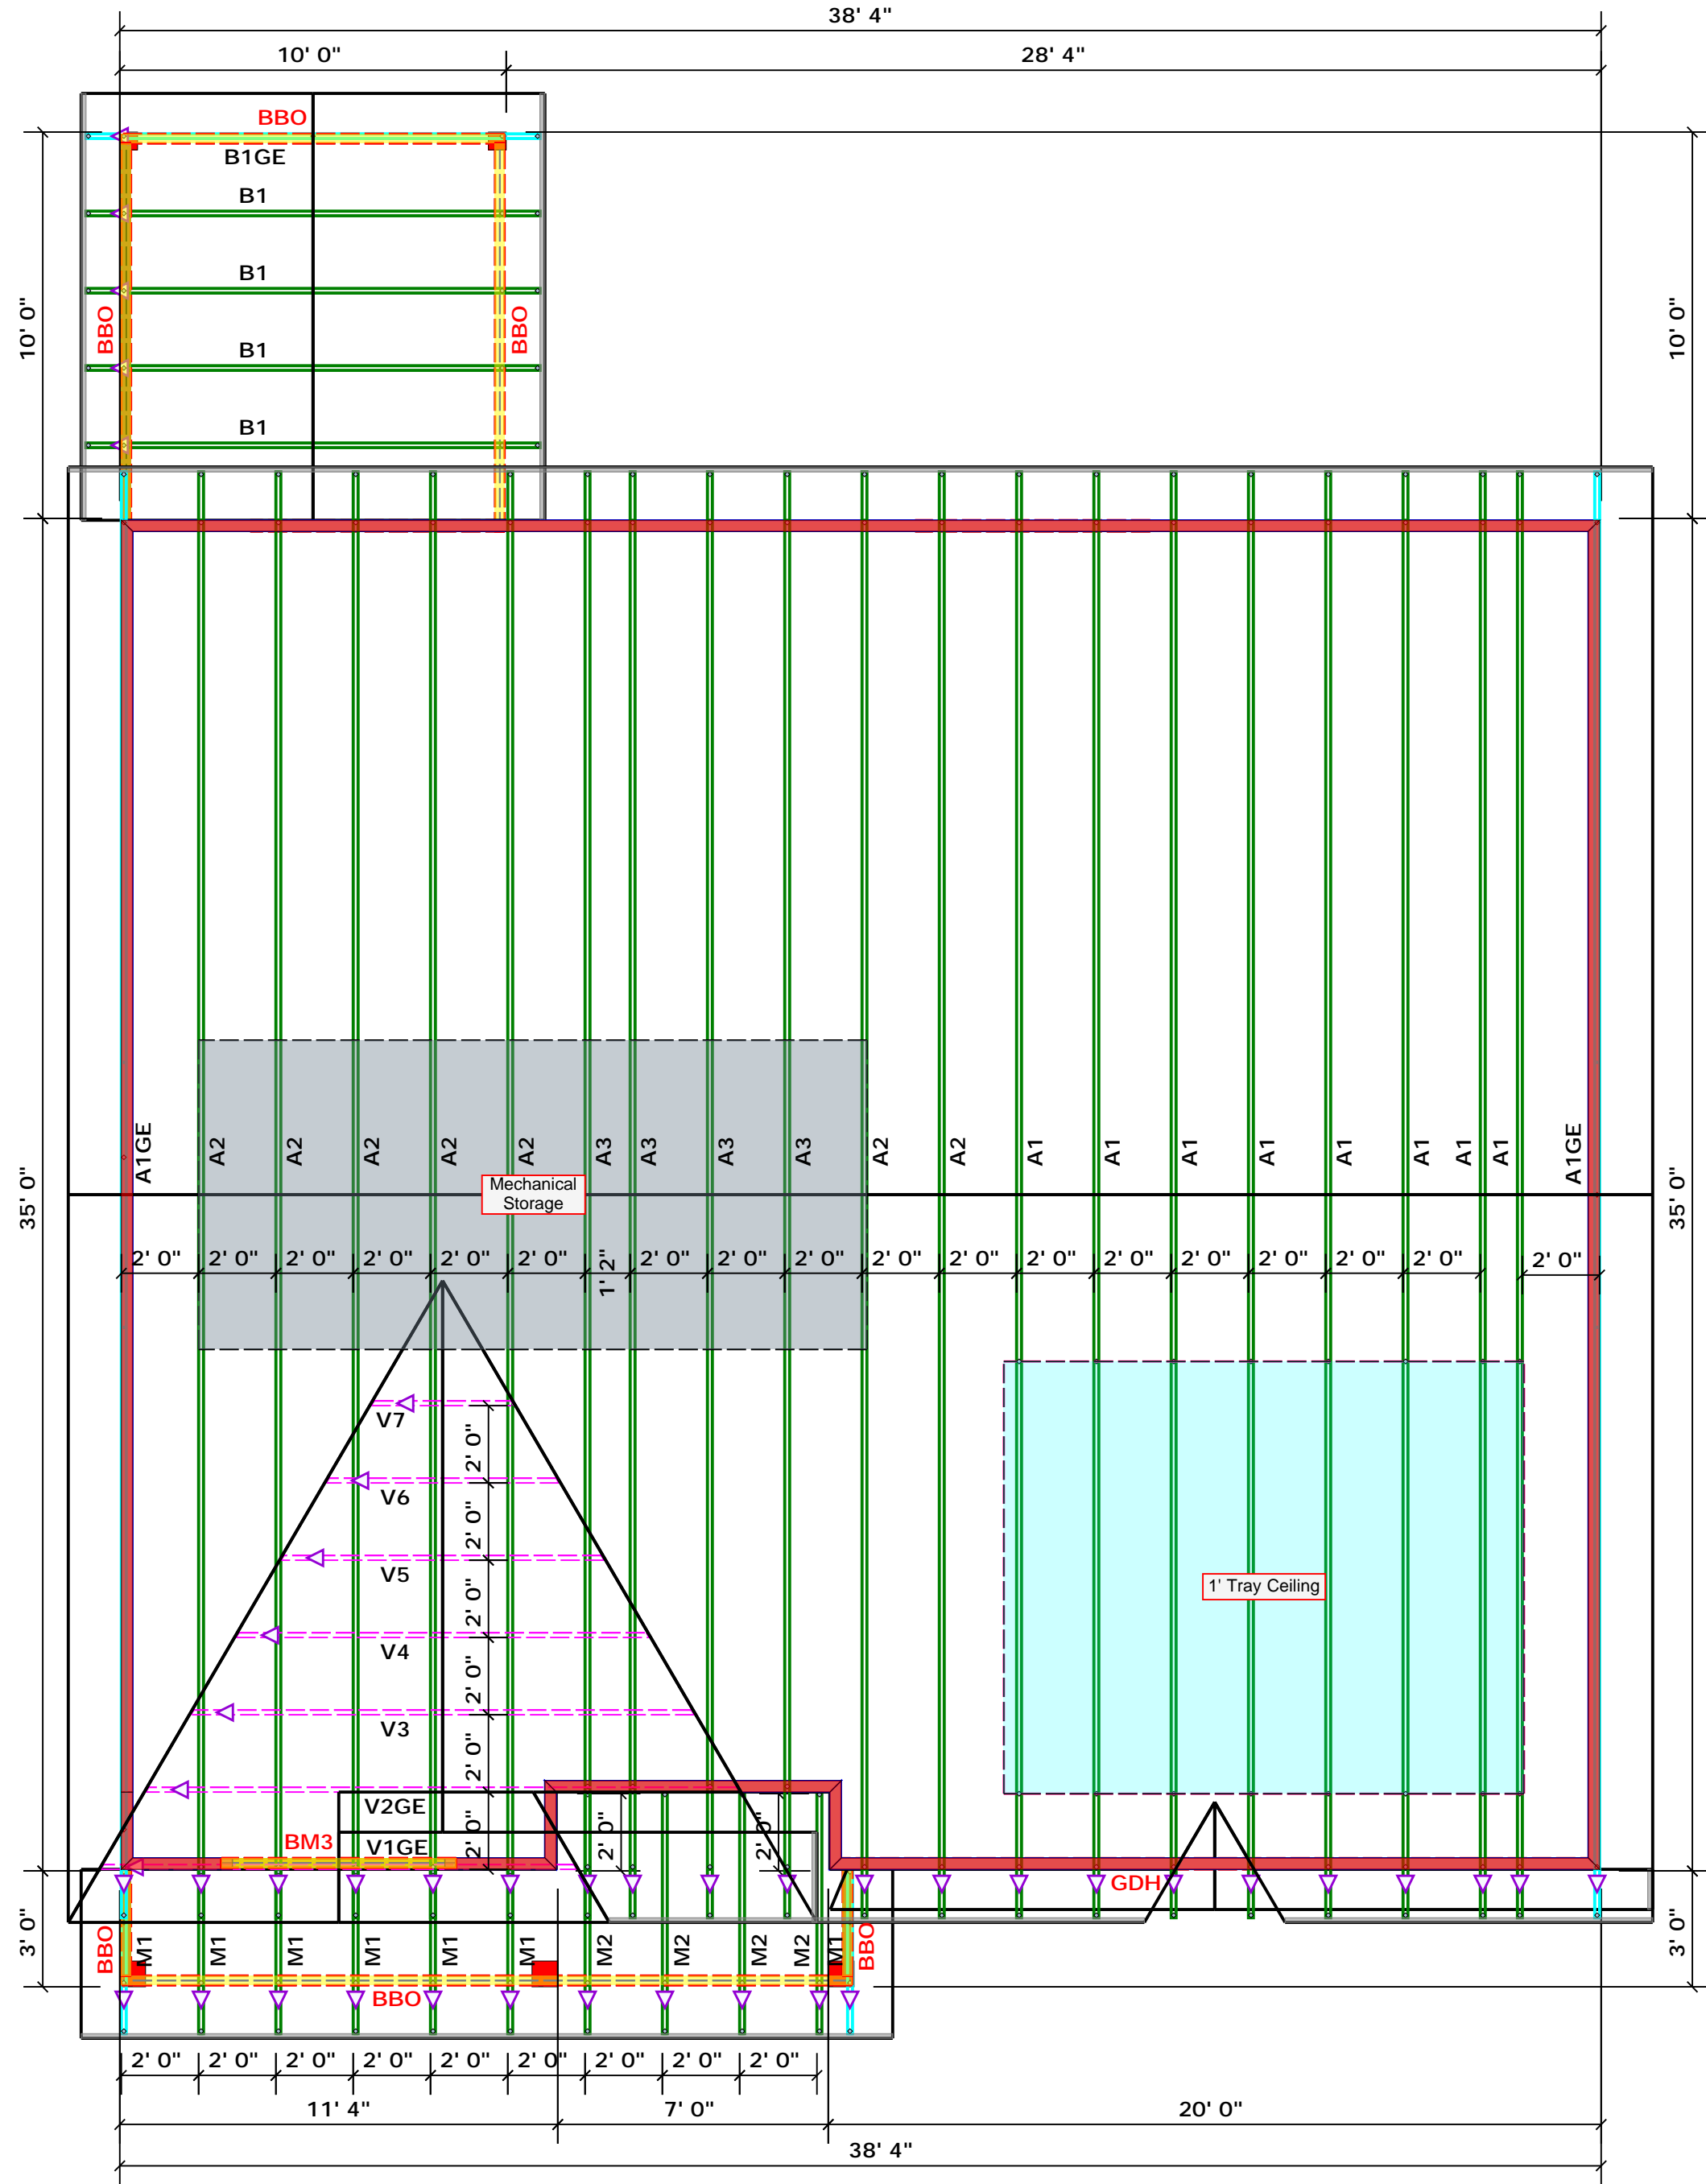 38' 4"
10' 0"
28' 4"
BBO
B1GE
B1
B1
BBO
BBO
B1
B1
10' 0"
10' 0"
A1GE
A2
A2
A2
A2
A2
A3
A3
A3
A3
A2
A2
A1
A1
A1
A1
A1
A1
A1
A1
A1GE
Mechanical
Storage
35' 0"
35' 0"
2' 0"
2' 0"
2' 0"
2' 0"
2' 0"
2' 0"
1' 2"
2' 0"
2' 0"
2' 0"
2' 0"
2' 0"
2' 0"
2' 0"
2' 0"
2' 0"
2' 0"
2' 0"
2' 0"
V7
2' 0"
V6
2' 0"
V5
2' 0"
1' Tray Ceiling
V4
2' 0"
V3
2' 0"
V2GE
BM3
V1GE
2' 0"
2' 0"
2' 0"
GDH
3' 0"
3' 0"
BBO
M1
M1
M1
M1
M1
M1
M2
M2
M2
M2
M1
BBO
BBO
2' 0"
2' 0"
2' 0"
2' 0"
2' 0"
2' 0"
2' 0"
2' 0"
2' 0"
11' 4"
7' 0"
20' 0"
38' 4"